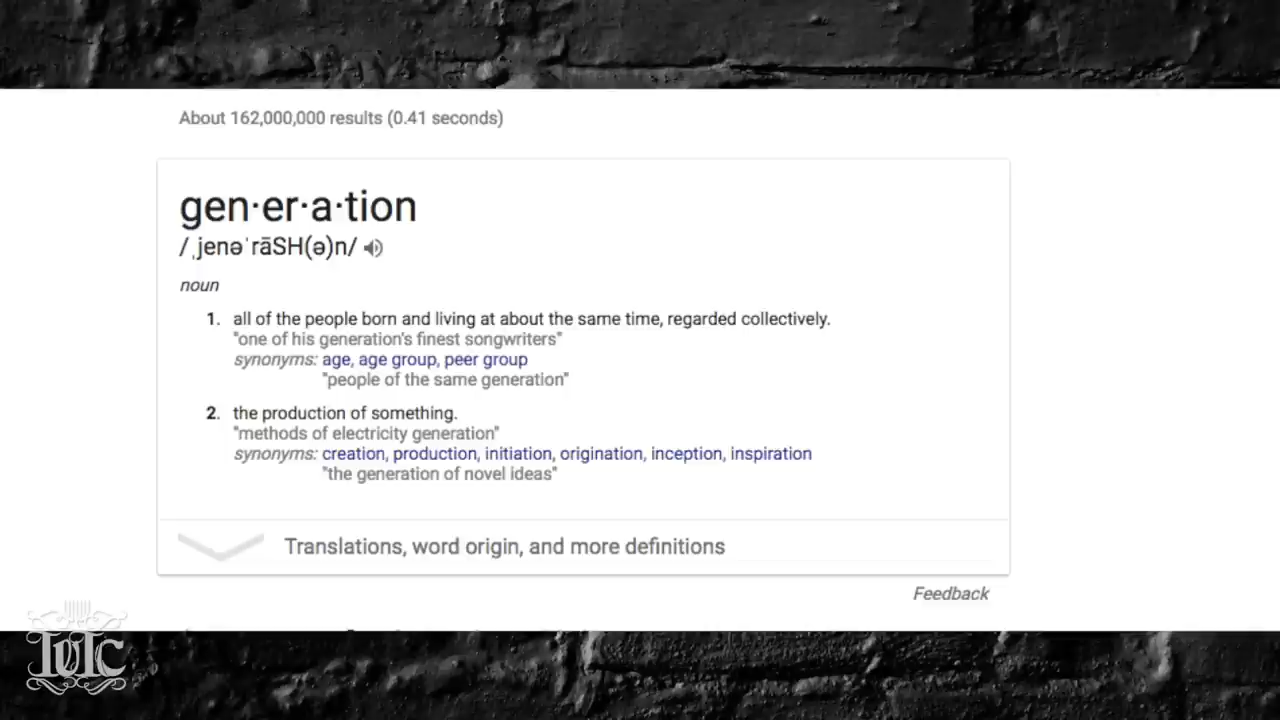 About 162,000,000 results (0.41 seconds)
gen·er·a·tion
/ˌjenəˈrāSH(ə)n/
noun
1. all of the people born and living at about the same time, regarded collectively.
"one of his generation's finest songwriters"
synonyms: age, age group, peer group
"people of the same generation"
2. the production of something.
"methods of electricity generation"
synonyms: creation, production, initiation, origination, inception, inspiration
"the generation of novel ideas"
Translations, word origin, and more definitions
Feedback
IUIC